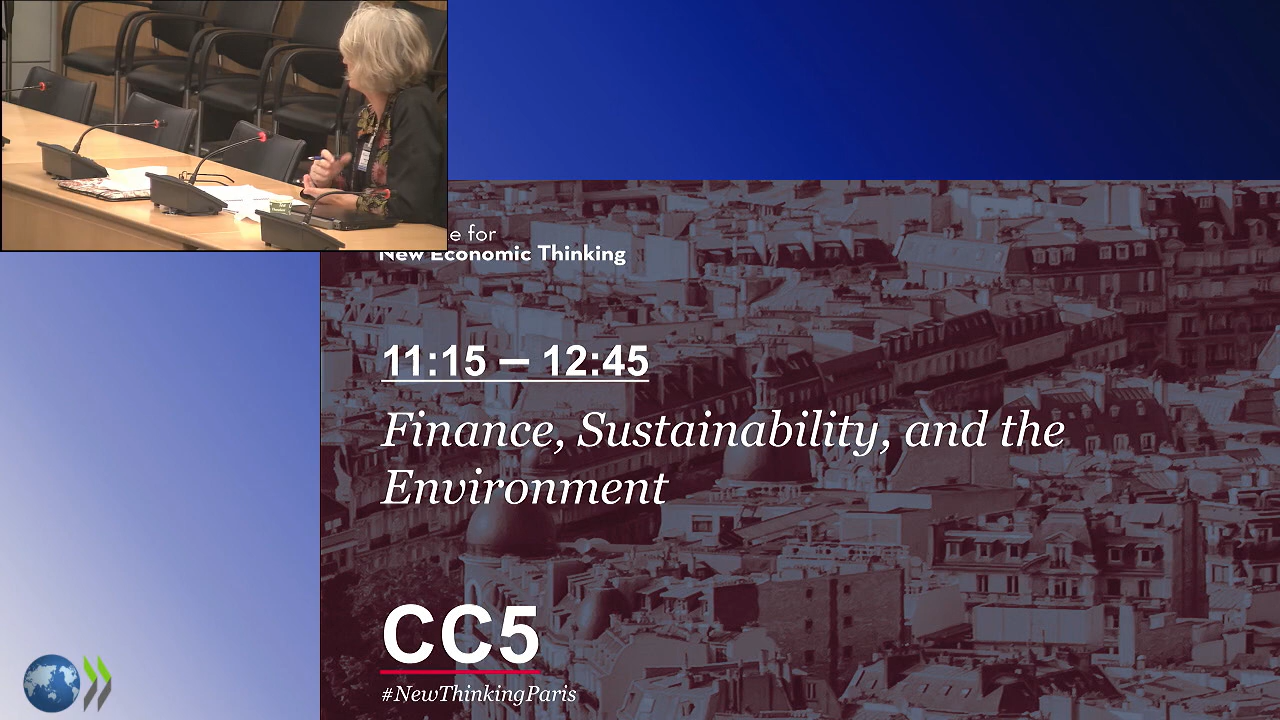 e for
New Economic Thinking
11:15 – 12:45
Finance, Sustainability, and the
Environment
CC5
#NewThinkingParis